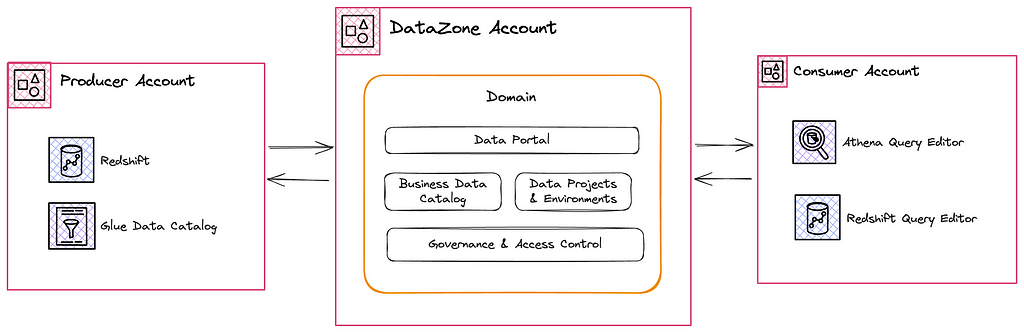 Producer Account
Redshift
Glue Data Catalog
DataZone Account
Domain
Data Portal
Business Data
Catalog
Data Projects
& Environments
Governance & Access Control
Consumer Account
Athena Query Editor
Redshift Query Editor